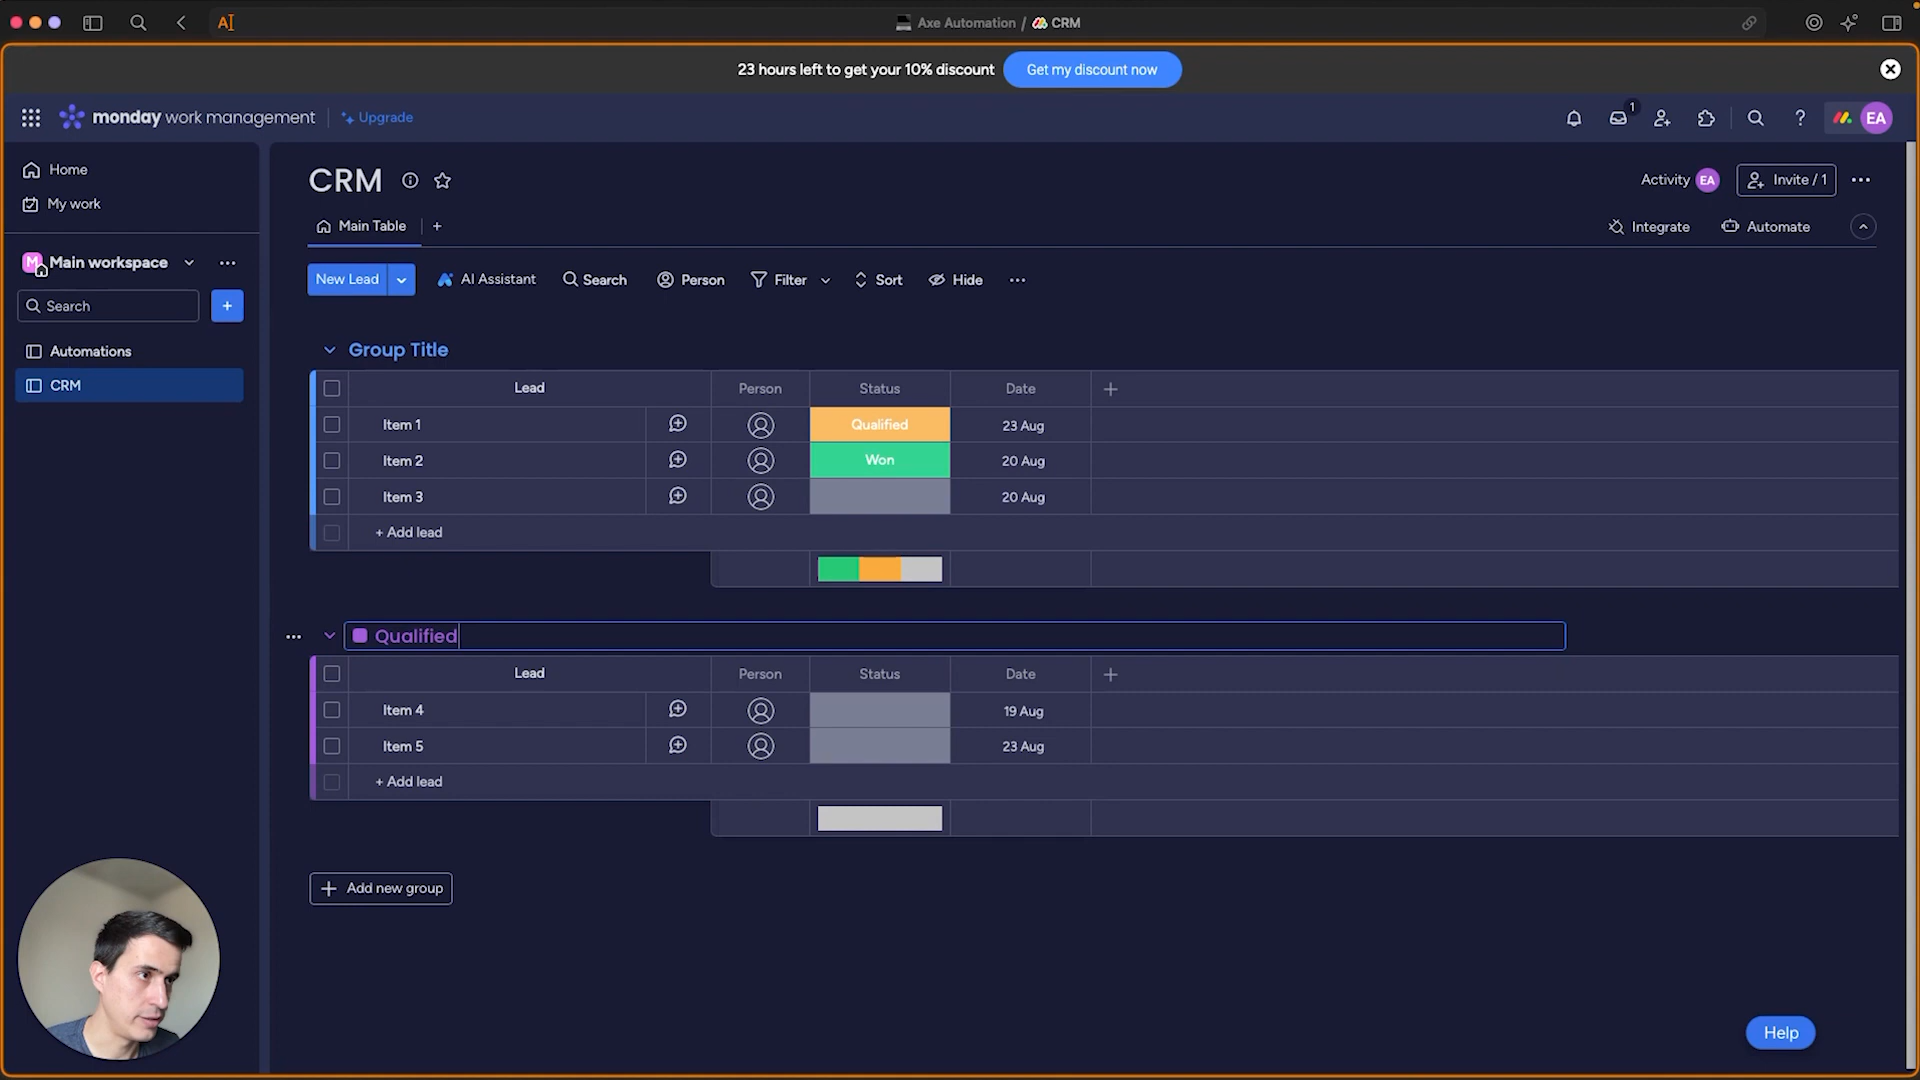 Axe Automation / CRM
23 hours left to get your 10% discount Get my discount now
monday work management Upgrade 1 EA
Home
My work
M Main workspace
Search
Automations
CRM
CRM Activity EA Invite / 1
Main Table + Integrate Automate
New Lead AI Assistant Search Person Filter Sort Hide
Group Title
Lead Person Status Date
Item 1 Qualified 23 Aug
Item 2 Won 20 Aug
Item 3 20 Aug
+ Add lead
Qualified
Lead Person Status Date
Item 4 19 Aug
Item 5 23 Aug
+ Add lead
+ Add new group
Help